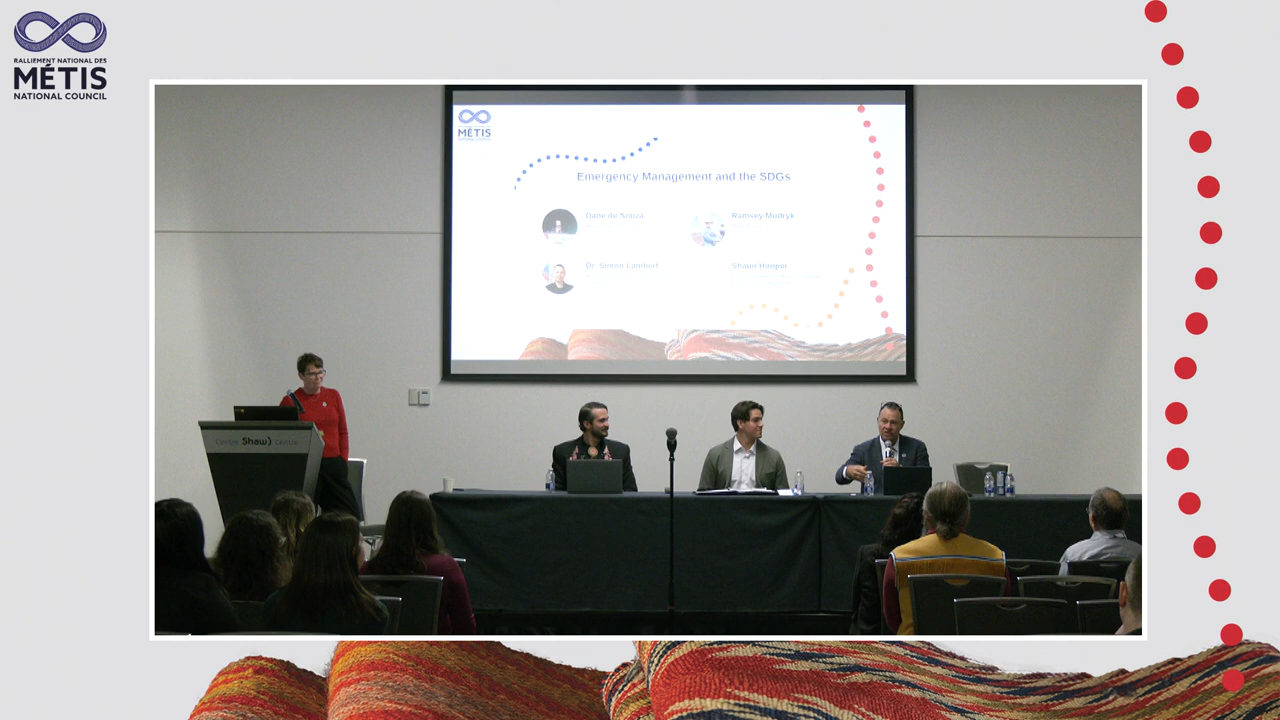 RALLIEMENT NATIONAL DES
MÉTIS
NATIONAL COUNCIL
MÉTIS
Emergency Management and the SDGs
Dane de Souza
Ramsey Mudryk
Dr. Simon Lambert
Shaun Hooper
Centre Shaw Centre